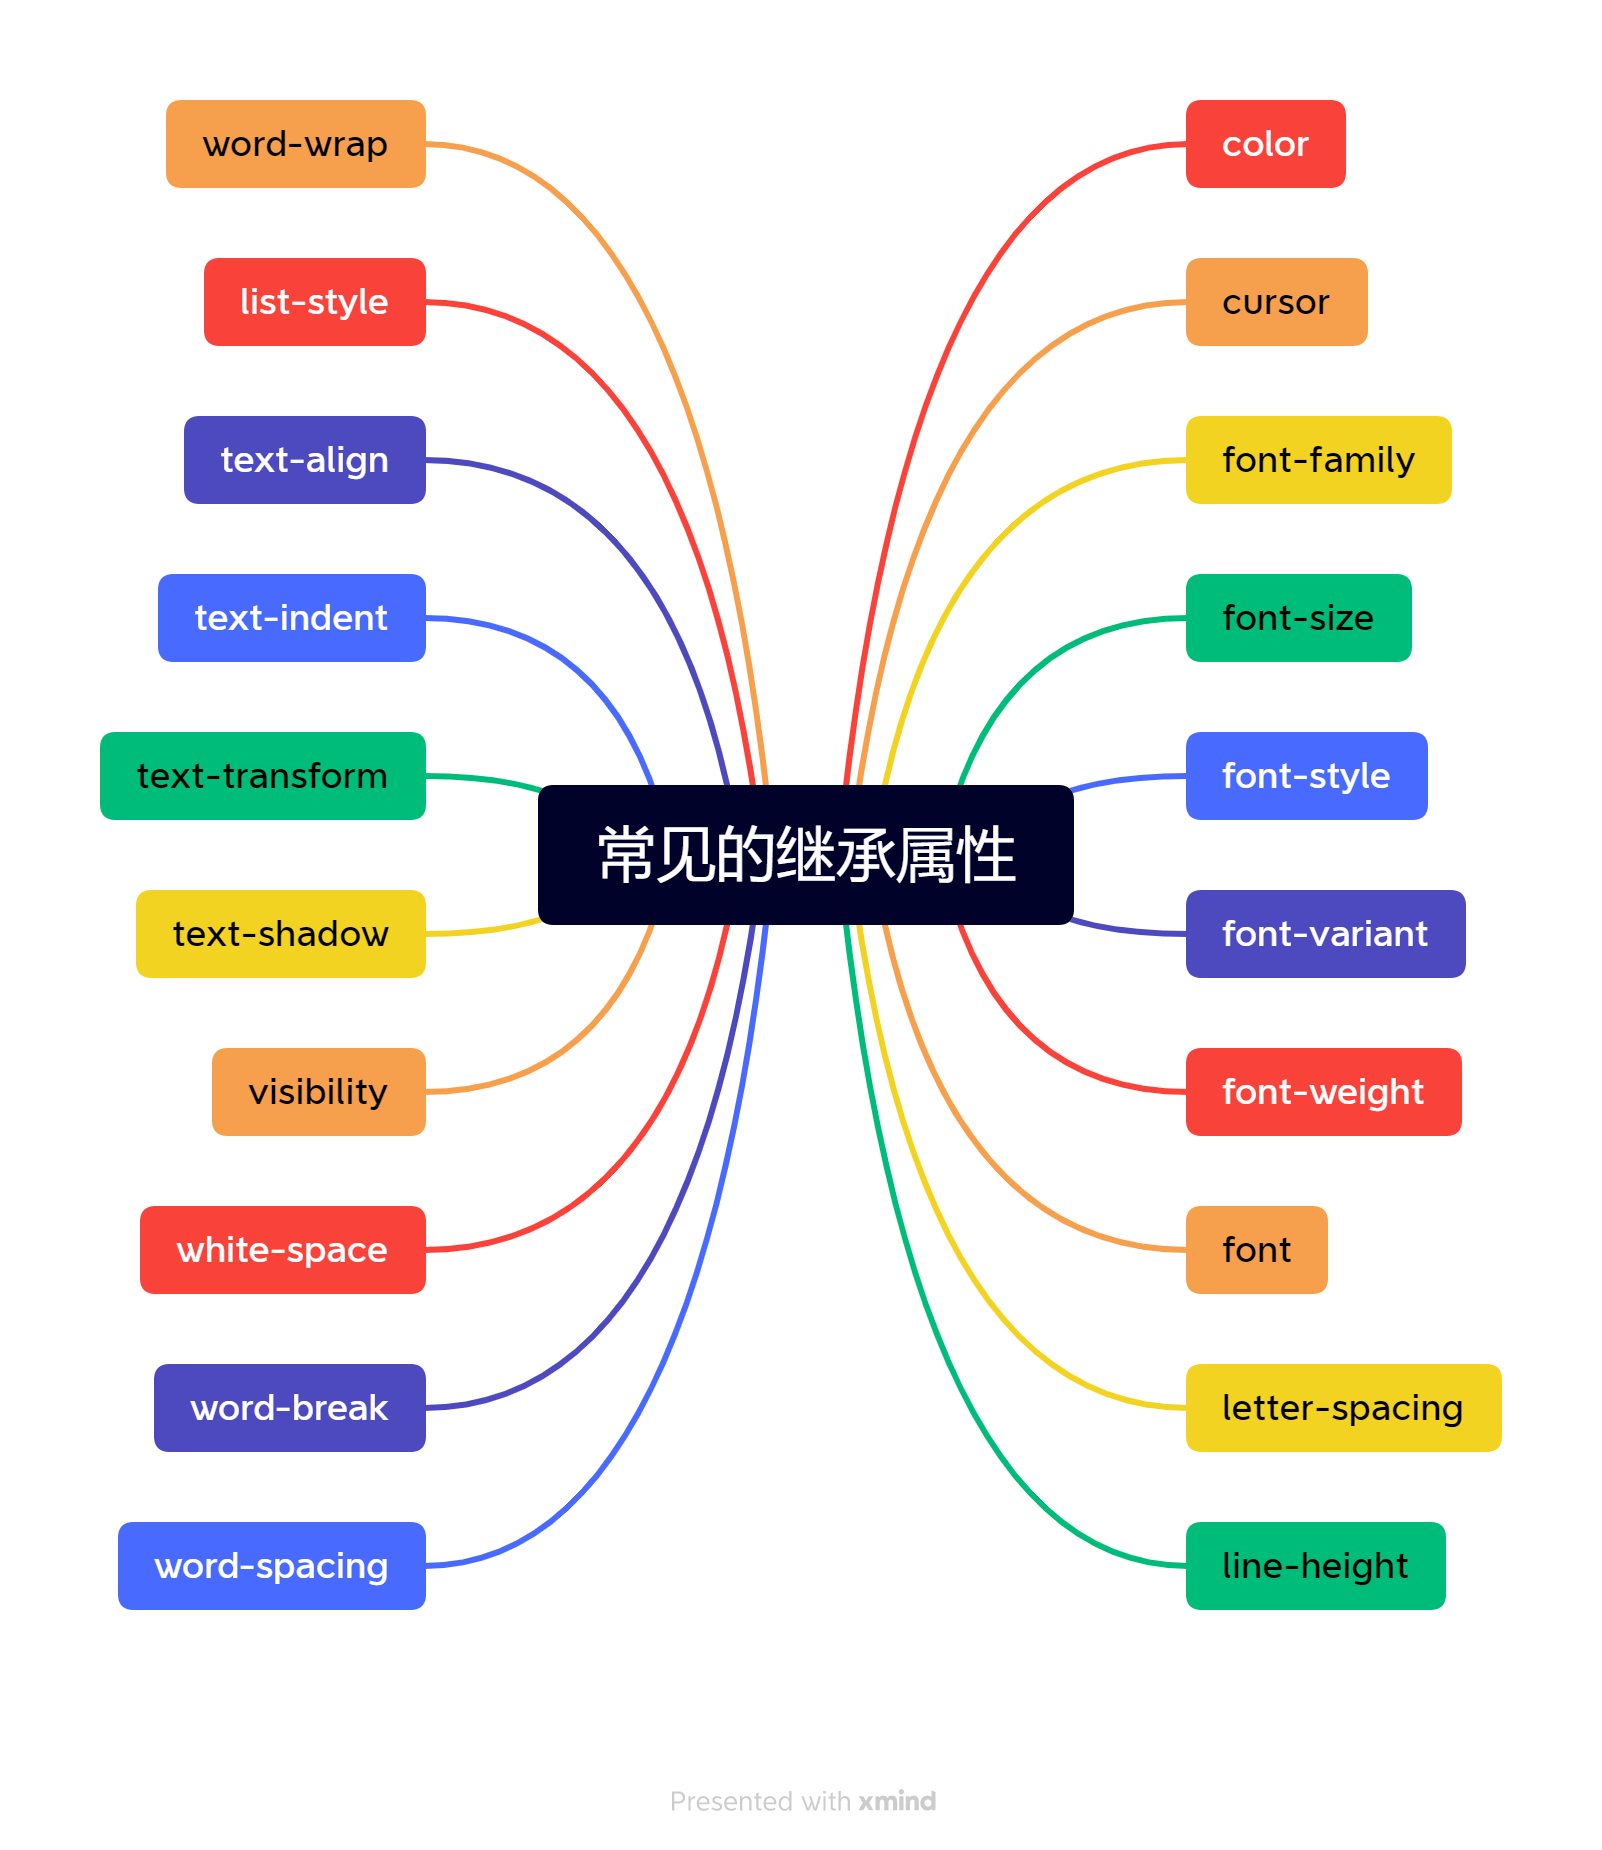 常见的继承属性
color
cursor
font-family
font-size
font-style
font-variant
font-weight
font
letter-spacing
line-height
word-wrap
list-style
text-align
text-indent
text-transform
text-shadow
visibility
white-space
word-break
word-spacing
Presented with xmind